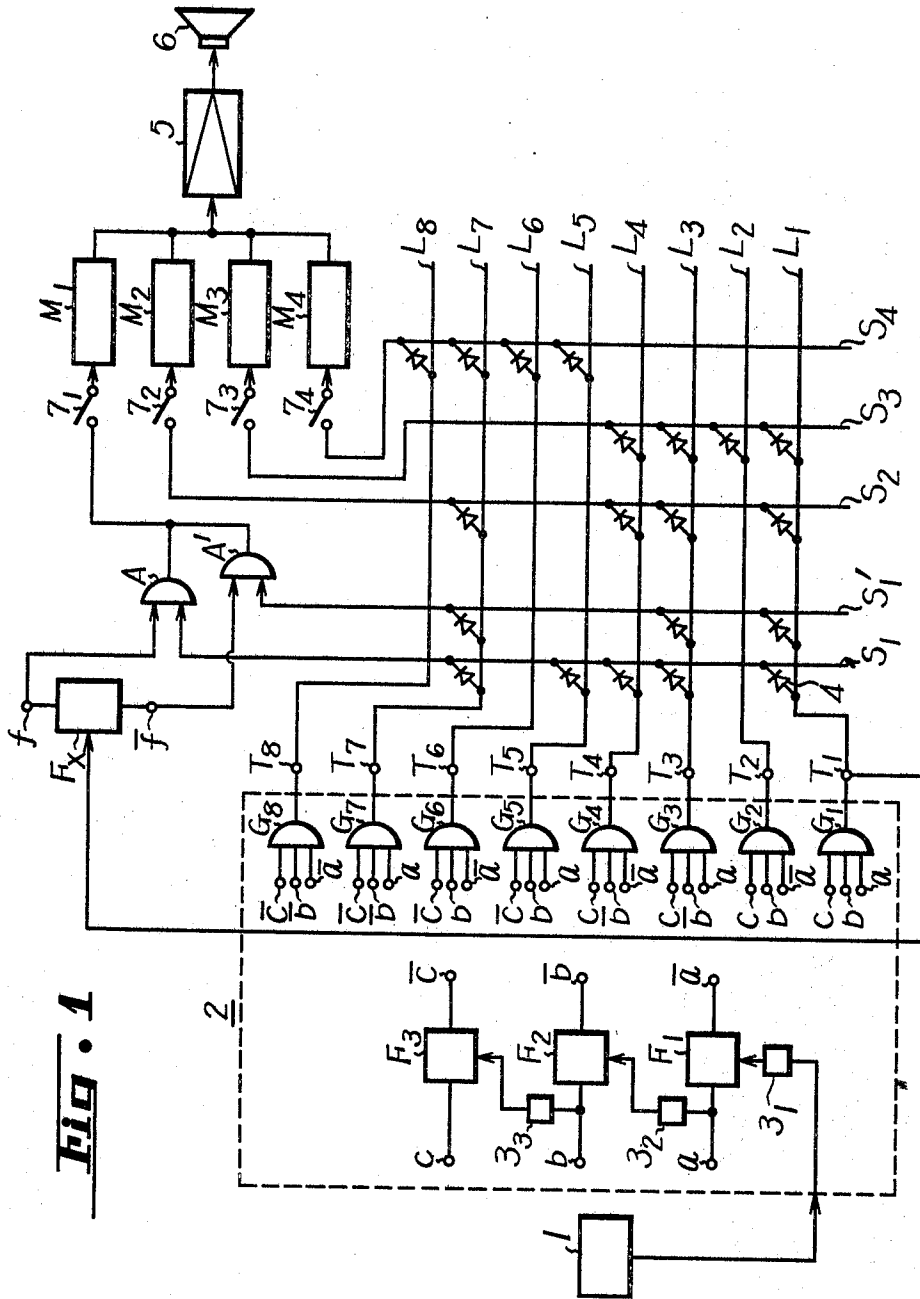 Fig. 1
1
2
3₁
3₂
3₃
F₁
F₂
F₃
a
b
c
a̅
b̅
c̅
c̅ b̅ a̅
G₈
T₈
c̅ b̅ a
G₇
T₇
c̅ b a̅
G₆
T₆
c̅ b a
G₅
T₅
c b̅ a̅
G₄
T₄
c b̅ a
G₃
T₃
c b a̅
G₂
T₂
c b a
G₁
T₁
Fx
f
f̅
A
A'
4
S₁
S₁'
S₂
S₃
S₄
L₈
L₇
L₆
L₅
L₄
L₃
L₂
L₁
7₁
7₂
7₃
7₄
M₁
M₂
M₃
M₄
5
6